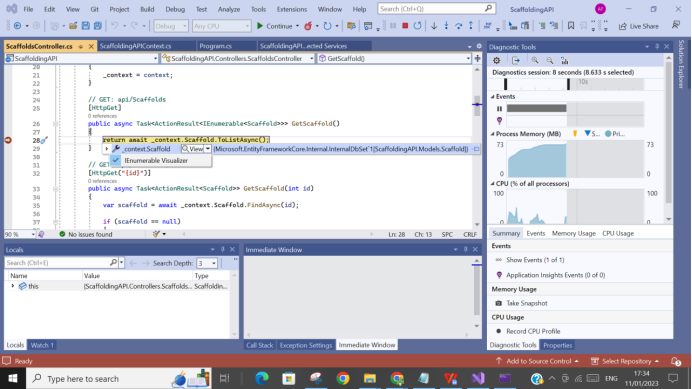 File Edit View Git Project Build Debug Test Analyze Tools Extensions Window Help Search (Ctrl+Q) ScaffoldingAPI AP
Debug Any CPU Continue Live Share
ScaffoldsController.cs ScaffoldingAPIContext.cs Program.cs ScaffoldingAPI...ected Services
ScaffoldingAPI ScaffoldingAPI.Controllers.ScaffoldsController GetScaffold()
20 {
21 _context = context;
22 }
23
24 // GET: api/Scaffolds
25 [HttpGet]
0 references
26 public async Task<ActionResult<IEnumerable<Scaffold>>> GetScaffold()
27 {
28 return await _context.Scaffold.ToListAsync();
29 }
_context.Scaffold View {Microsoft.EntityFrameworkCore.Internal.InternalDbSet`1[ScaffoldingAPI.Models.Scaffold]}
IEnumerable Visualizer
30
31 // GET
32 [HttpGet("{id}")]
0 references
33 public async Task<ActionResult<Scaffold>> GetScaffold(int id)
34 {
35 var scaffold = await _context.Scaffold.FindAsync(id);
36
37 if (scaffold == null)
90 % No issues found Ln: 28 Ch: 13 SPC CRLF
Diagnostic Tools
Diagnostics session: 8 seconds (8.633 s selected)
10s
Events
Process Memory (MB) S... Pri...
73 73
0 0
CPU (% of all processors)
100 100
Summary Events Memory Usage CPU Usage
Events
Show Events (1 of 1)
Application Insights Events (0 of 0)
Memory Usage
Take Snapshot
CPU Usage
Record CPU Profile
Diagnostic Tools Properties
Solution Explorer
Locals
Search (Ctrl+E) Search Depth: 3
Name Value Type
this {ScaffoldingAPI.Controllers.Scaffolds... Scaffoldin...
Locals Watch 1
Immediate Window
Call Stack Exception Settings Immediate Window
Ready Add to Source Control Select Repository
Type here to search ENG 17:34
11/01/2023